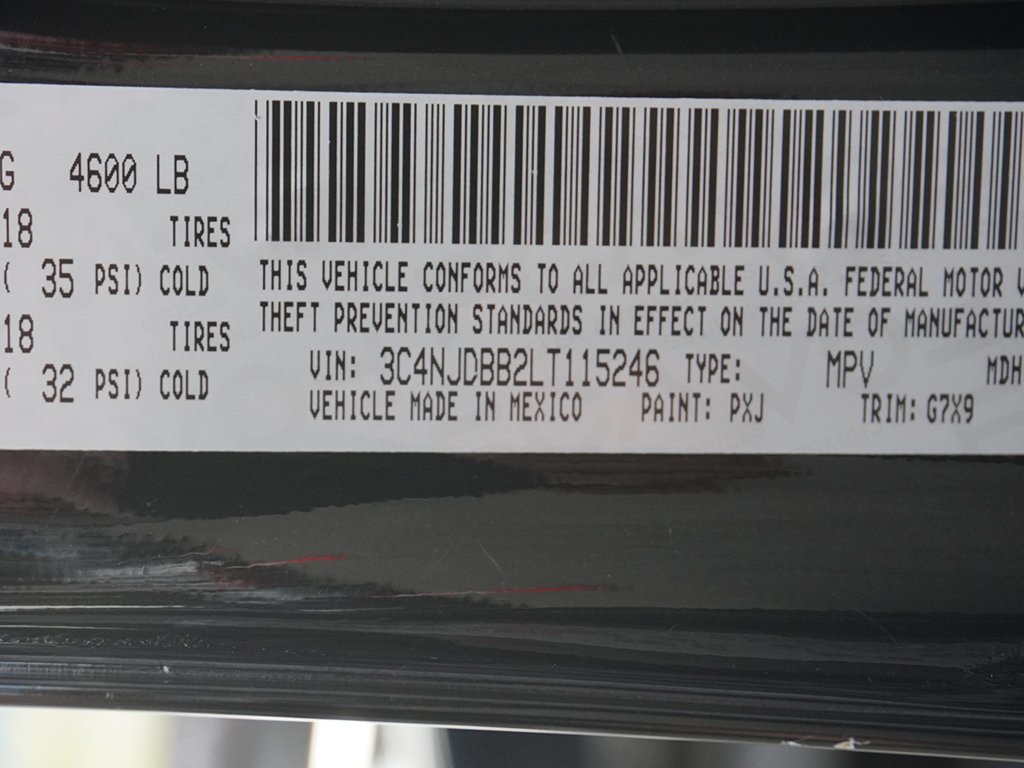 G 4600 LB
18 TIRES
( 35 PSI) COLD
18 TIRES
( 32 PSI) COLD
THIS VEHICLE CONFORMS TO ALL APPLICABLE U.S.A. FEDERAL MOTOR V
THEFT PREVENTION STANDARDS IN EFFECT ON THE DATE OF MANUFACTUR
VIN: 3C4NJDBB2LT115246 TYPE: MPV MDH
VEHICLE MADE IN MEXICO PAINT: PXJ TRIM: G7X9